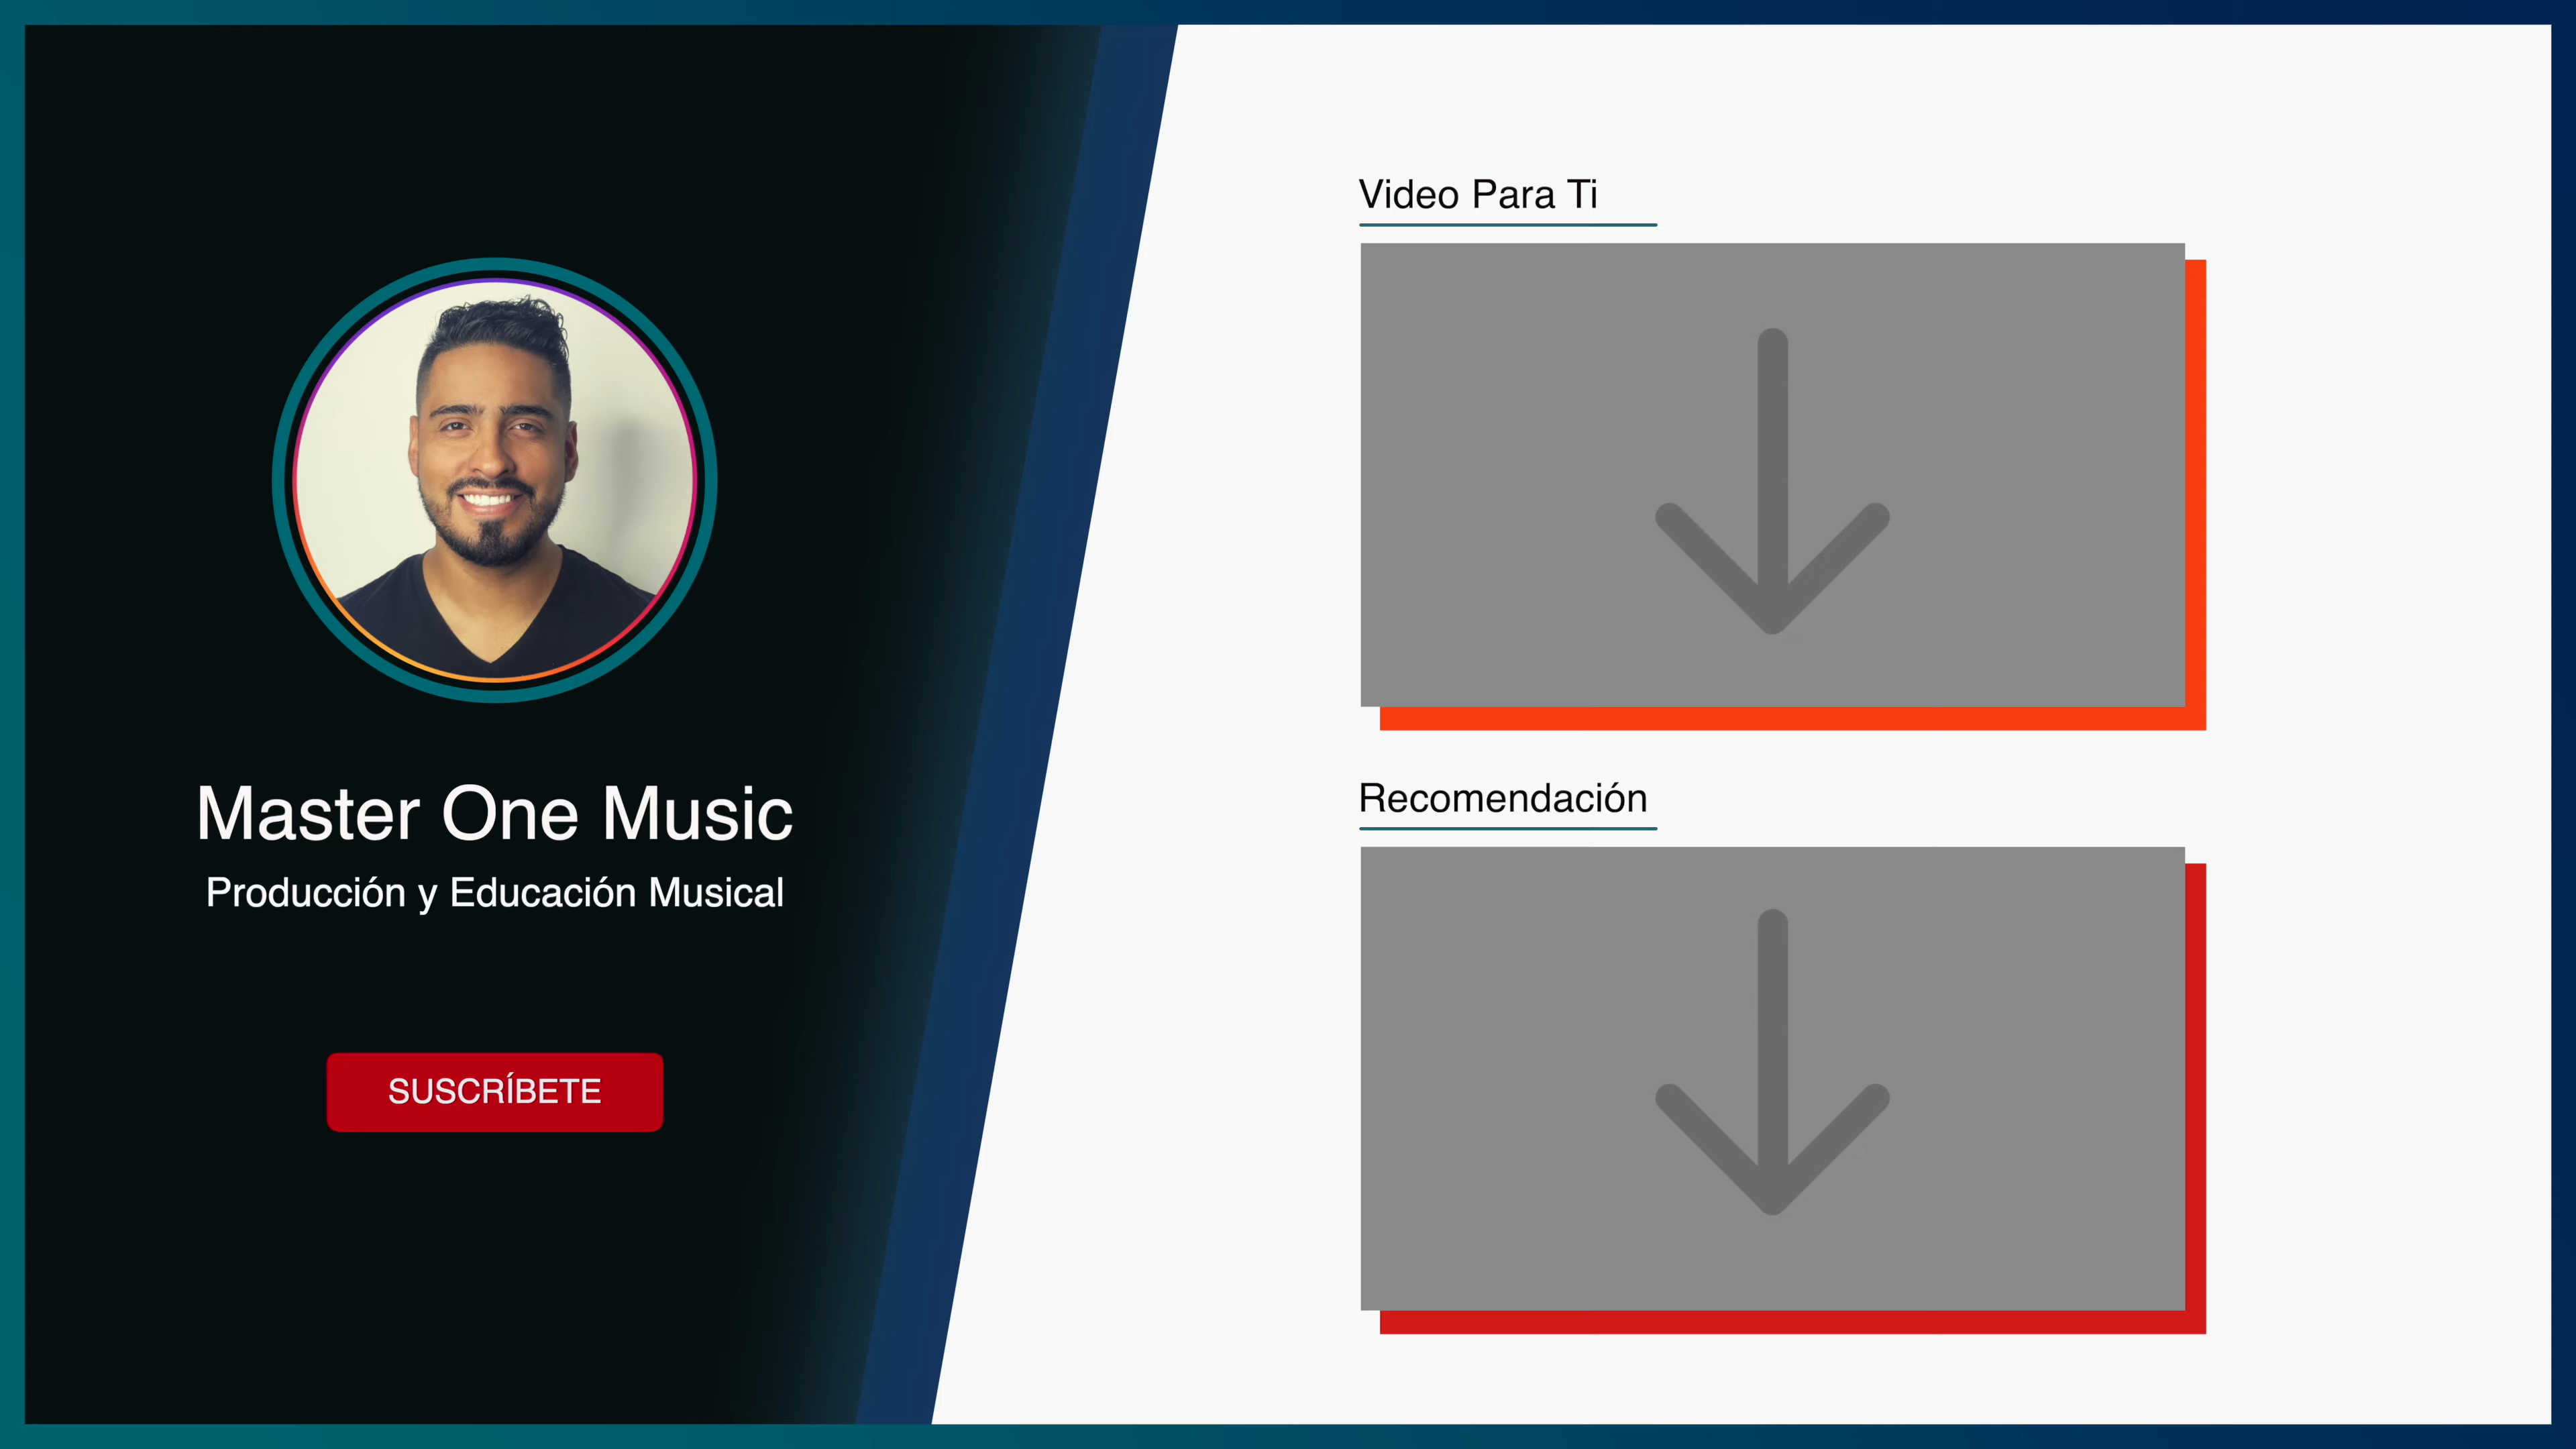 Master One Music
Producción y Educación Musical
SUSCRÍBETE
Video Para Ti
Recomendación